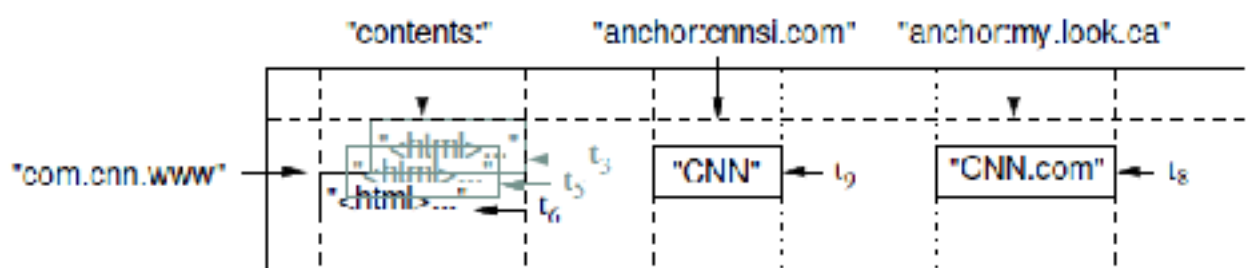 "contents:" "anchor:cnnsi.com" "anchor:my.look.ca"
"<html>..." t3
"com.cnn.www" "<html>..." t5 "CNN" t9 "CNN.com" t8
"<html>..." t6